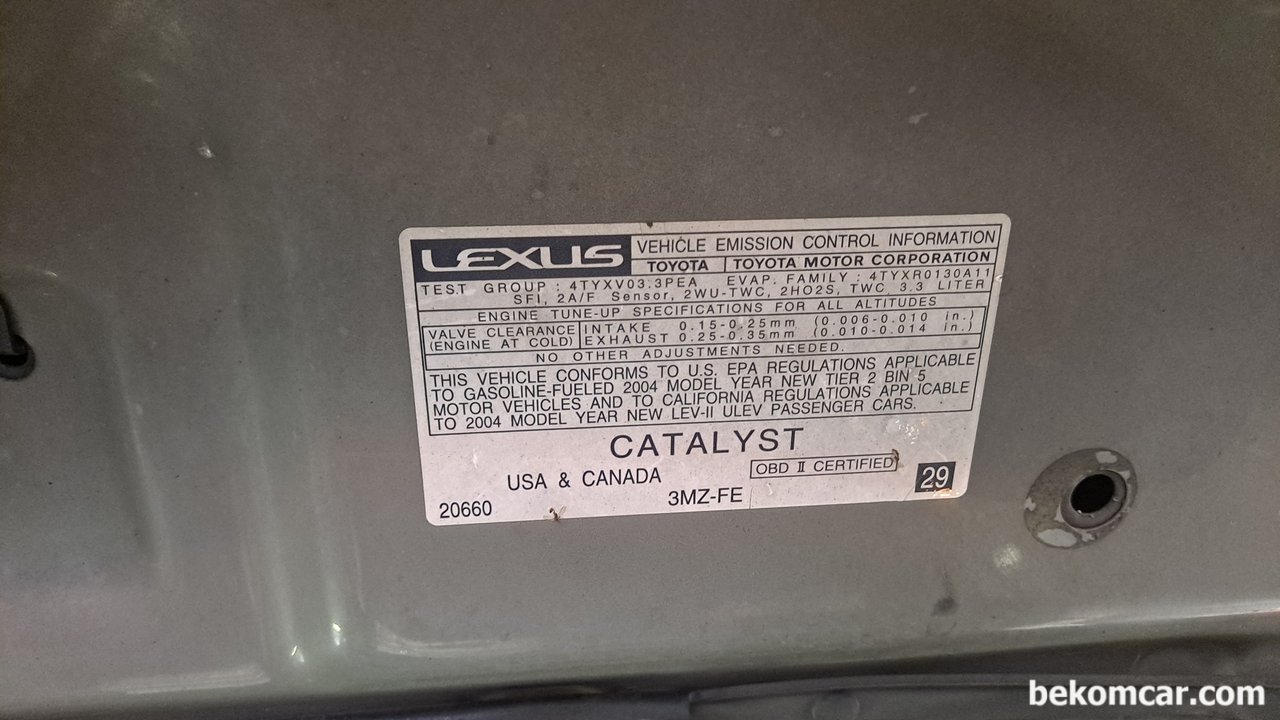 LEXUS VEHICLE EMISSION CONTROL INFORMATION
TOYOTA TOYOTA MOTOR CORPORATION
TEST GROUP : 4TYXV03.3PEA EVAP. FAMILY : 4TYXR0130A11
SFI, 2A/F Sensor, 2WU-TWC, 2HO2S, TWC, 3.3 LITER
ENGINE TUNE-UP SPECIFICATIONS FOR ALL ALTITUDES
VALVE CLEARANCE INTAKE 0.15-0.25mm (0.006-0.010 in.)
(ENGINE AT COLD) EXHAUST 0.25-0.35mm (0.010-0.014 in.)
NO OTHER ADJUSTMENTS NEEDED.
THIS VEHICLE CONFORMS TO U.S. EPA REGULATIONS APPLICABLE
TO GASOLINE-FUELED 2004 MODEL YEAR NEW TIER 2 BIN 5
MOTOR VEHICLES AND TO CALIFORNIA REGULATIONS APPLICABLE
TO 2004 MODEL YEAR NEW LEV-II ULEV PASSENGER CARS.
CATALYST
USA & CANADA OBD II CERTIFIED 29
20660 3MZ-FE
bekomcar.com